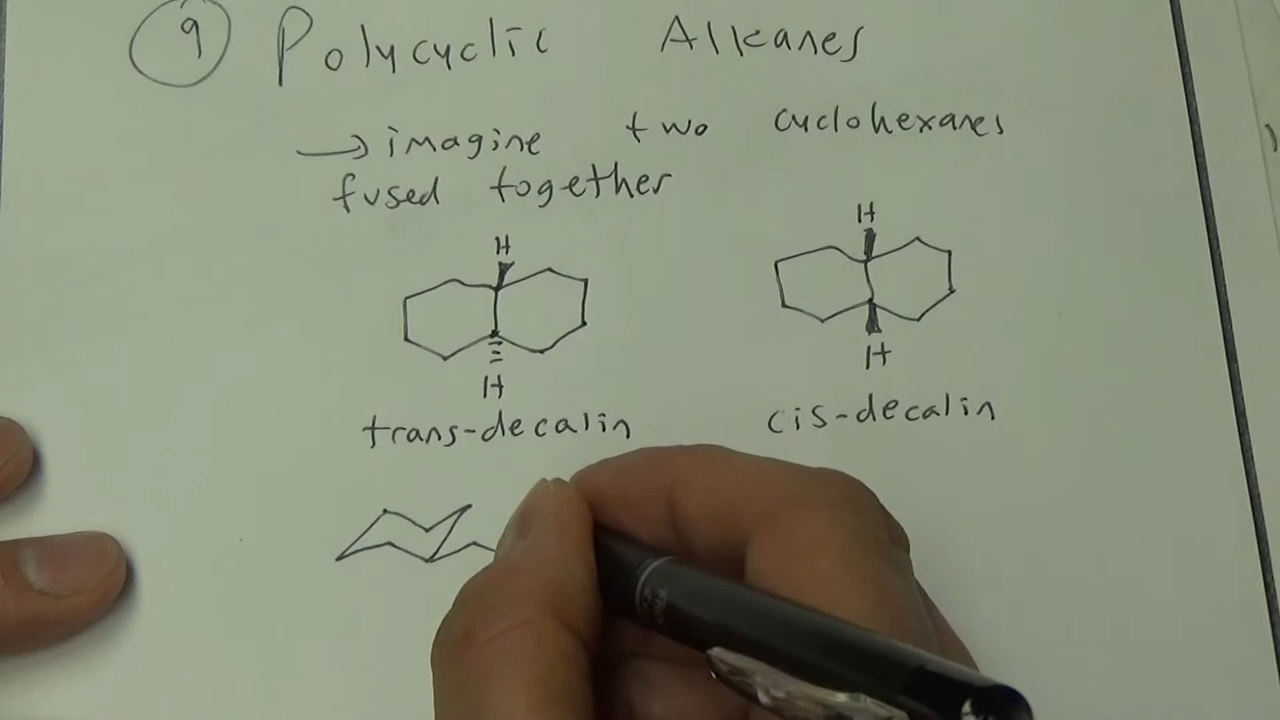 9 Polycyclic Alkanes
→ imagine two cyclohexanes
fused together
H H
H H
trans-decalin cis-decalin